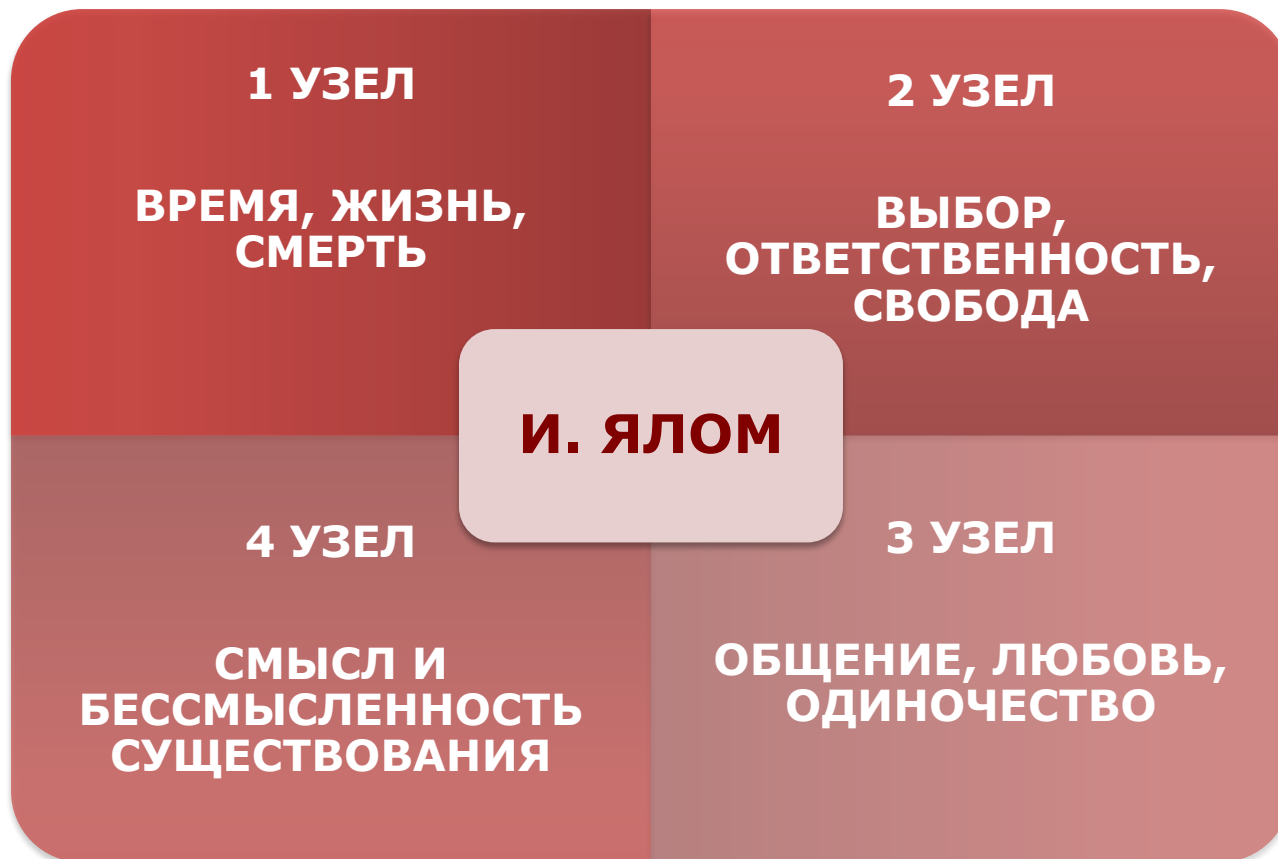 1 УЗЕЛ
ВРЕМЯ, ЖИЗНЬ,
СМЕРТЬ
2 УЗЕЛ
ВЫБОР,
ОТВЕТСТВЕННОСТЬ,
СВОБОДА
И. ЯЛОМ
4 УЗЕЛ
СМЫСЛ И
БЕССМЫСЛЕННОСТЬ
СУЩЕСТВОВАНИЯ
3 УЗЕЛ
ОБЩЕНИЕ, ЛЮБОВЬ,
ОДИНОЧЕСТВО